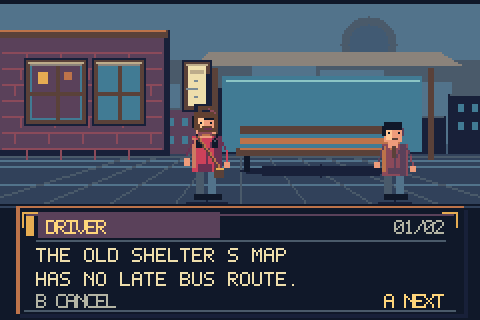 DRIVER
01/02
THE OLD SHELTER S MAP
HAS NO LATE BUS ROUTE.
B CANCEL
A NEXT